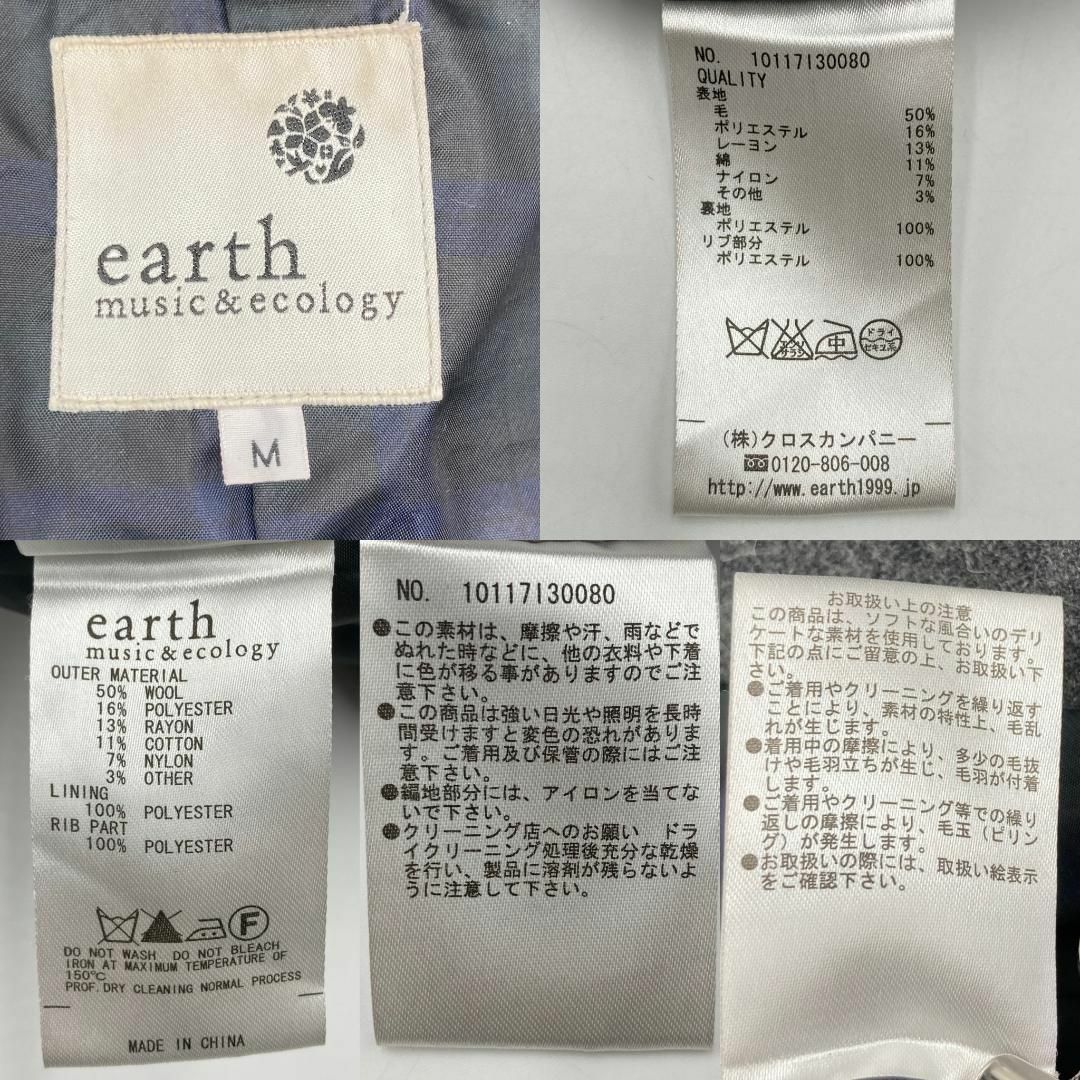 earth
music&ecology
M
NO. 10117130080
QUALITY
表地
毛 50%
ポリエステル 16%
レーヨン 13%
綿 11%
ナイロン 7%
その他 3%
裏地
ポリエステル 100%
リブ部分
ポリエステル 100%
エンソサラシ 中 ドライ
セキユ系
(株)クロスカンパニー
0120-806-008
http://www.earth1999.jp
earth
music&ecology
OUTER MATERIAL
50% WOOL
16% POLYESTER
13% RAYON
11% COTTON
7% NYLON
3% OTHER
LINING
100% POLYESTER
RIB PART
100% POLYESTER
F
DO NOT WASH DO NOT BLEACH
IRON AT MAXIMUM TEMPERATURE OF
150℃
PROF.DRY CLEANING NORMAL PROCESS
MADE IN CHINA
NO. 10117130080
●この素材は、摩擦や汗、雨などで
ぬれた時などに、他の衣料や下着
に色が移る事がありますのでご注
意下さい。
●この商品は強い日光や照明を長時
間受けますと変色の恐れがありま
す。ご着用及び保管の際にはご注
意下さい。
●編地部分には、アイロンを当てな
いで下さい。
●クリーニング店へのお願い ドラ
イクリーニング処理後充分な乾燥
を行い、製品に溶剤が残らないよ
うに注意して下さい。
お取扱い上の注意
この商品は、ソフトな風合いのデリ
ケートな素材を使用しております。
下記の点にご留意の上、お取扱い下
さい。
●ご着用やクリーニングを繰り返す
ことにより、素材の特性上、毛乱
れが生じます。
●着用中の摩擦により、多少の毛抜
けや毛羽立ちが生じ、毛羽が付着
します。
●ご着用やクリーニング等での繰り
返しの摩擦により、毛玉(ピリン
グ)が発生します。
●お取扱いの際には、取扱い絵表示
をご確認下さい。